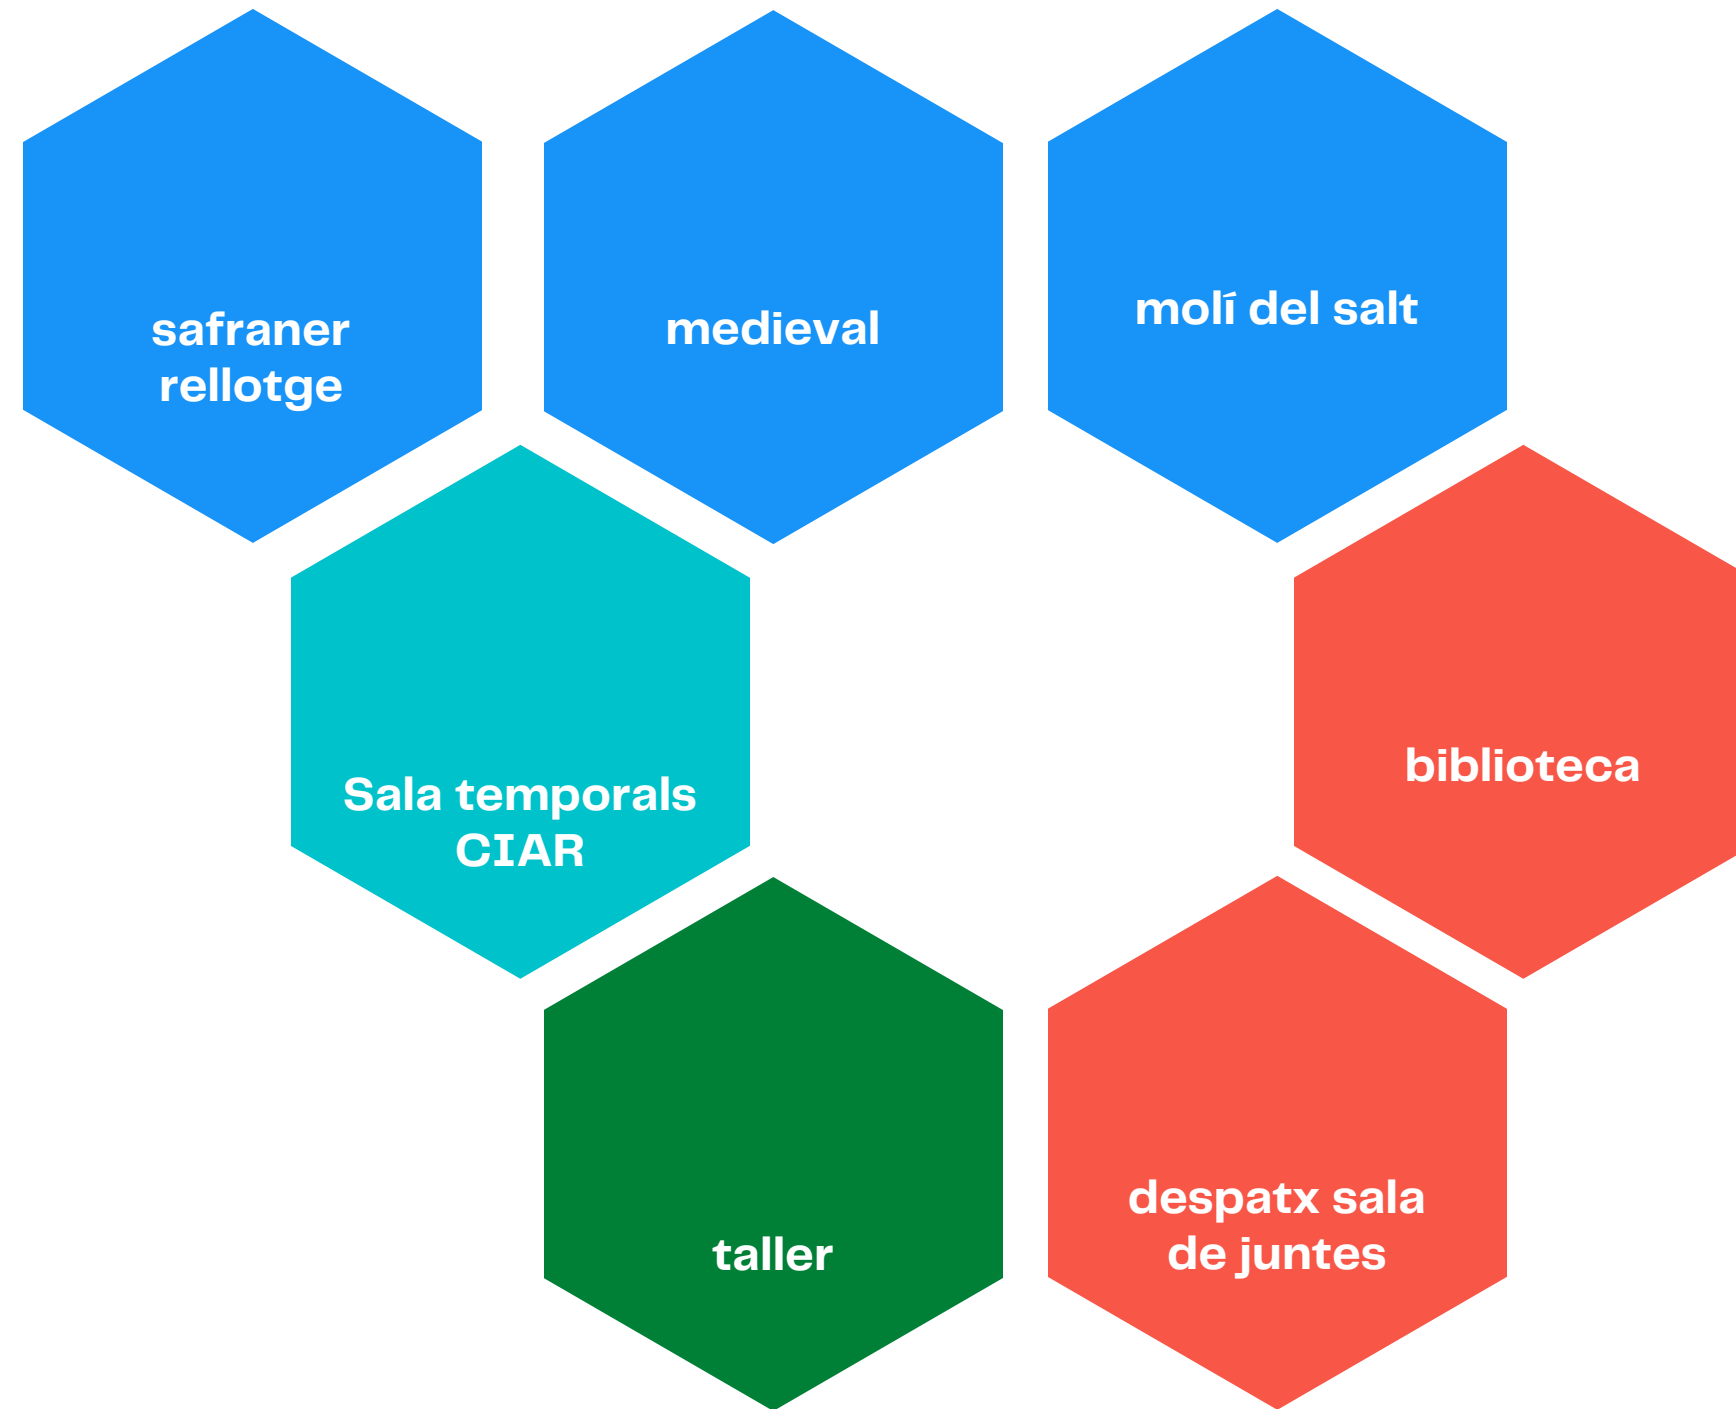 safraner
rellotge
medieval
molí del salt
Sala temporals
CIAR
biblioteca
taller
despatx sala
de juntes